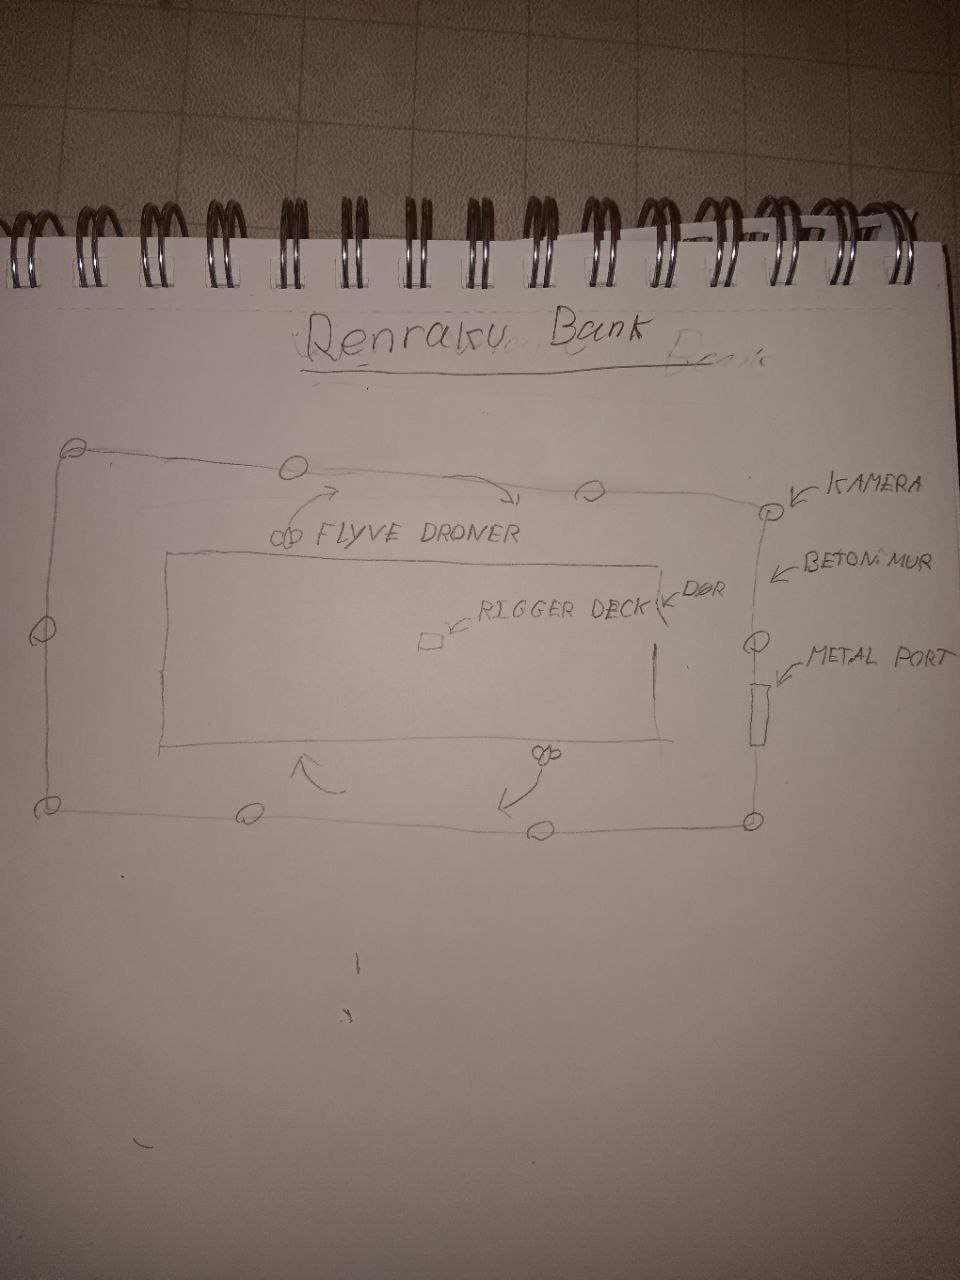 Renraku Bank
KAMERA
FLYVE DRONER
BETON MUR
DØR
RIGGER DECK
METAL PORT